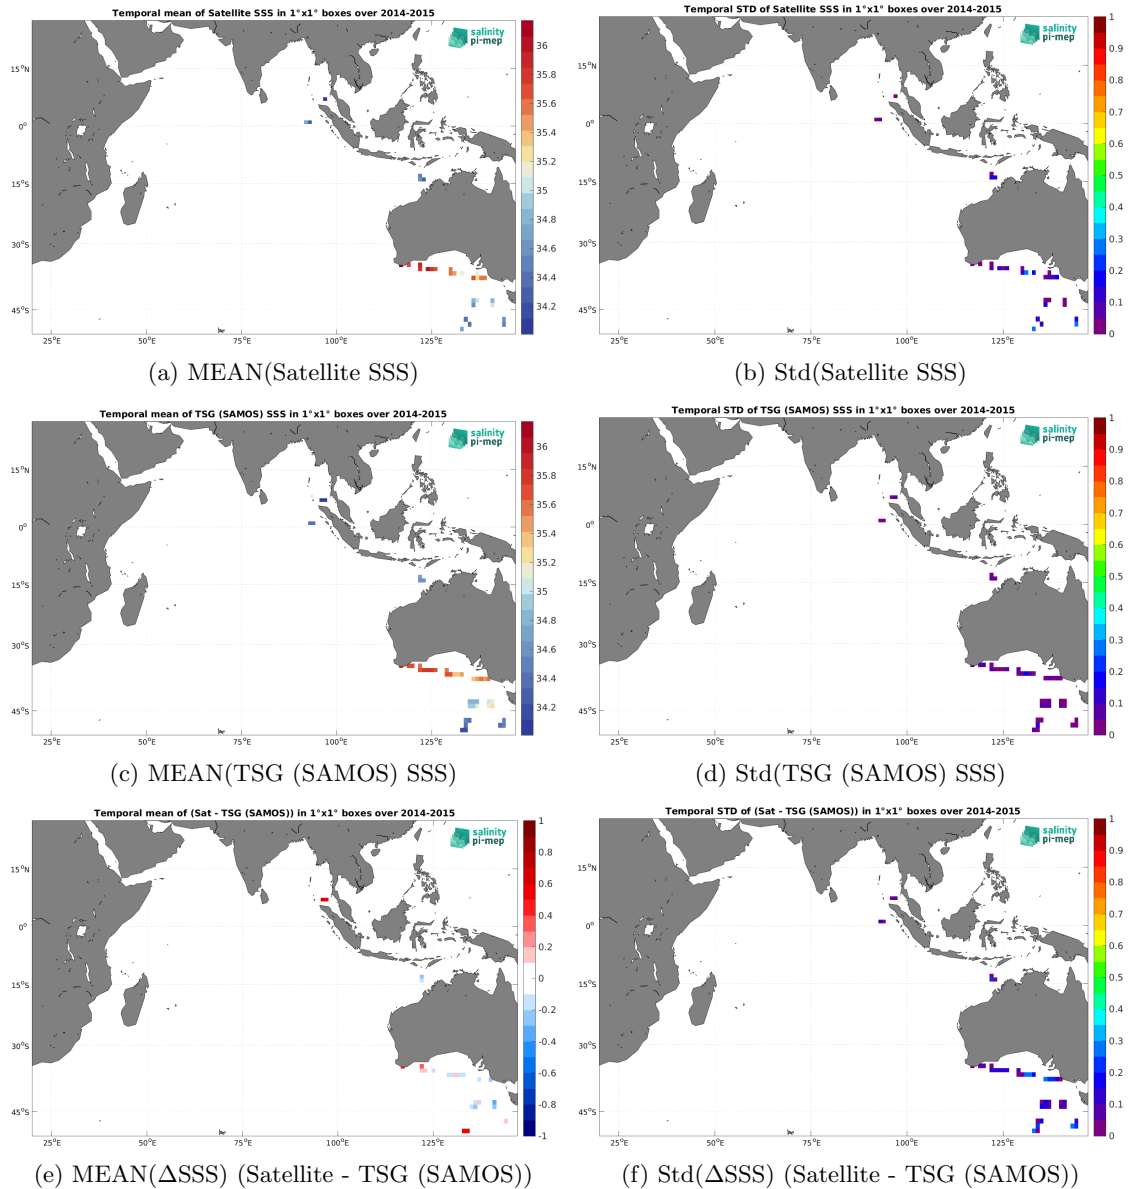 Temporal mean of Satellite SSS in 1°x1° boxes over 2014-2015
salinity
pi-mep
15°N
0°
15°S
30°S
45°S
25°E
50°E
75°E
100°E
125°E
36
35.8
35.6
35.4
35.2
35
34.8
34.6
34.4
34.2
(a) MEAN(Satellite SSS)
Temporal STD of Satellite SSS in 1°x1° boxes over 2014-2015
salinity
pi-mep
15°N
0°
15°S
30°S
45°S
25°E
50°E
75°E
100°E
125°E
1
0.9
0.8
0.7
0.6
0.5
0.4
0.3
0.2
0.1
0
(b) Std(Satellite SSS)
Temporal mean of TSG (SAMOS) SSS in 1°x1° boxes over 2014-2015
salinity
pi-mep
15°N
0°
15°S
30°S
45°S
25°E
50°E
75°E
100°E
125°E
36
35.8
35.6
35.4
35.2
35
34.8
34.6
34.4
34.2
(c) MEAN(TSG (SAMOS) SSS)
Temporal STD of TSG (SAMOS) SSS in 1°x1° boxes over 2014-2015
salinity
pi-mep
15°N
0°
15°S
30°S
45°S
25°E
50°E
75°E
100°E
125°E
1
0.9
0.8
0.7
0.6
0.5
0.4
0.3
0.2
0.1
0
(d) Std(TSG (SAMOS) SSS)
Temporal mean of (Sat - TSG (SAMOS)) in 1°x1° boxes over 2014-2015
salinity
pi-mep
15°N
0°
15°S
30°S
45°S
25°E
50°E
75°E
100°E
125°E
1
0.8
0.6
0.4
0.2
0
-0.2
-0.4
-0.6
-0.8
-1
(e) MEAN(ΔSSS) (Satellite - TSG (SAMOS))
Temporal STD of (Sat - TSG (SAMOS)) in 1°x1° boxes over 2014-2015
salinity
pi-mep
15°N
0°
15°S
30°S
45°S
25°E
50°E
75°E
100°E
125°E
1
0.9
0.8
0.7
0.6
0.5
0.4
0.3
0.2
0.1
0
(f) Std(ΔSSS) (Satellite - TSG (SAMOS))